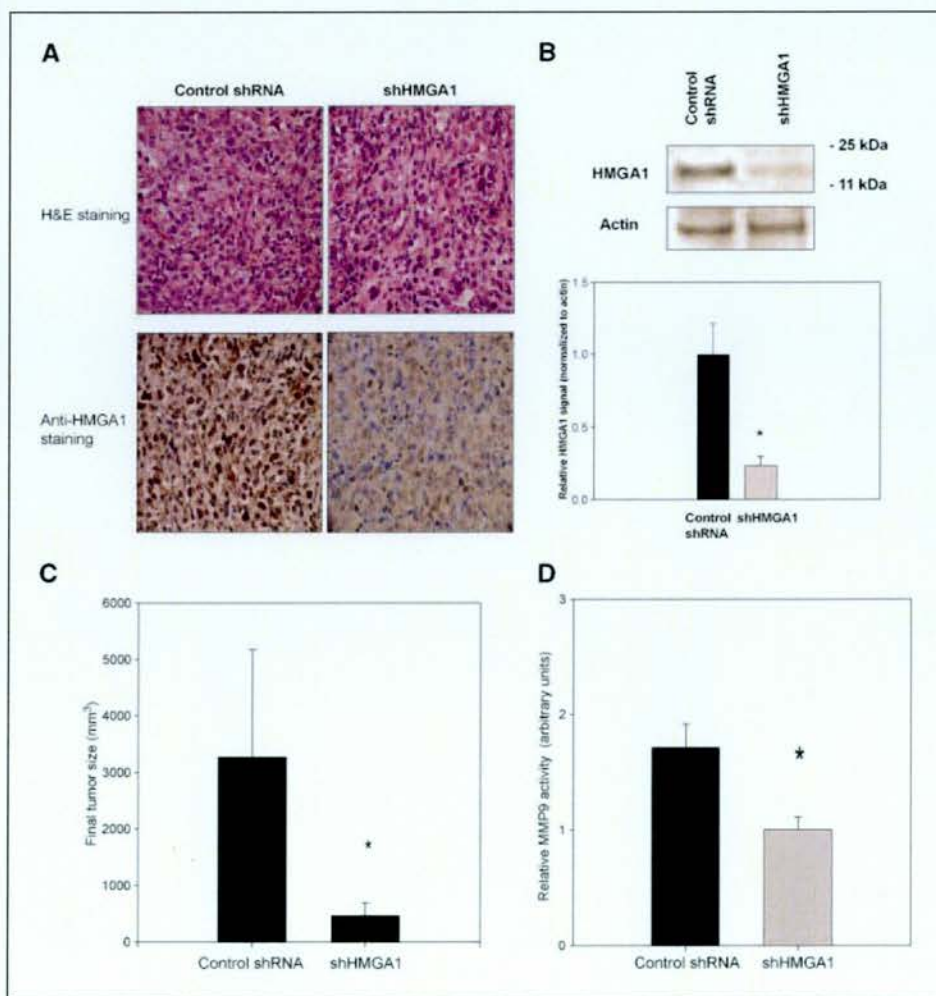 A
Control shRNA
shHMGA1
H&E staining
Anti-HMGA1
staining
B
Control
shRNA
shHMGA1
HMGA1
- 25 kDa
- 11 kDa
Actin
Relative HMGA1 signal (normalized to actin)
1.5
1.0
0.5
0.0
*
Control shHMGA1
shRNA
C
Final tumor size (mm³)
6000
5000
4000
3000
2000
1000
0
*
Control shRNA
shHMGA1
D
Relative MMP9 activity (arbitrary units)
3
2
1
0
*
Control shRNA
shHMGA1